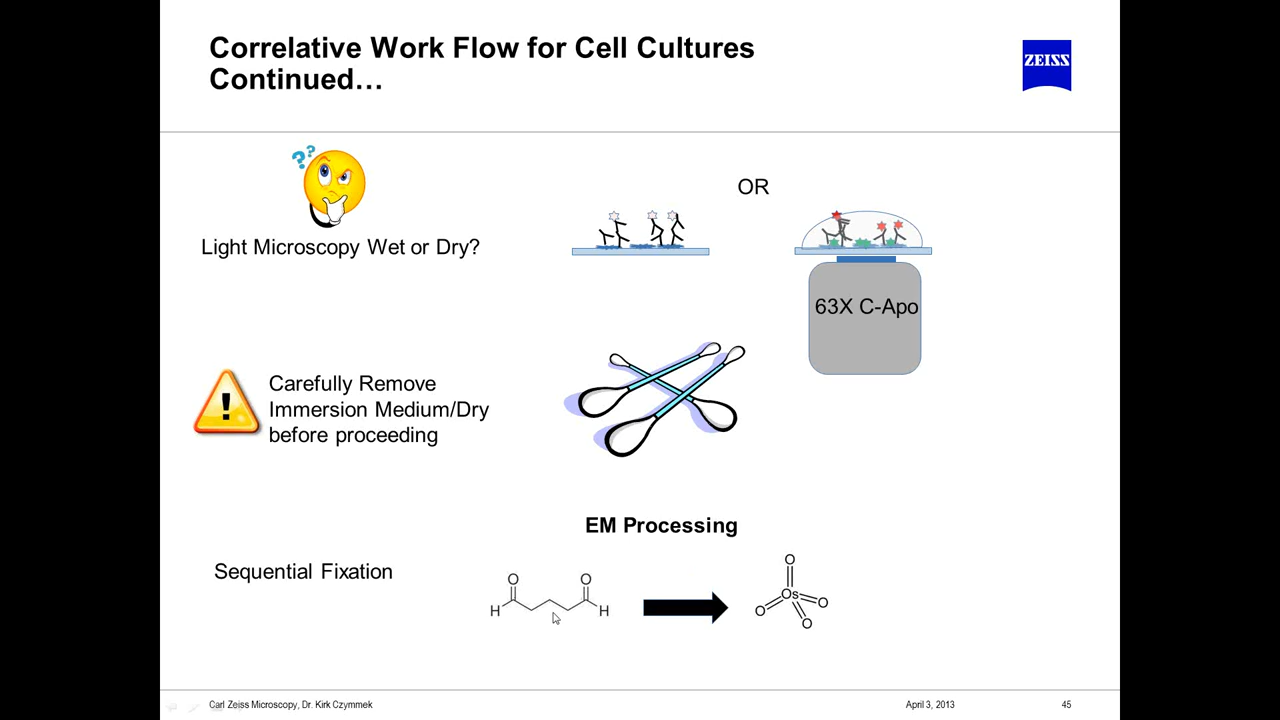 Correlative Work Flow for Cell Cultures
Continued…
ZEISS
??
OR
Light Microscopy Wet or Dry?
63X C-Apo
!
Carefully Remove
Immersion Medium/Dry
before proceeding
EM Processing
Sequential Fixation
O O
H H
O
Os
O O
O
Carl Zeiss Microscopy, Dr. Kirk Czymmek April 3, 2013 45